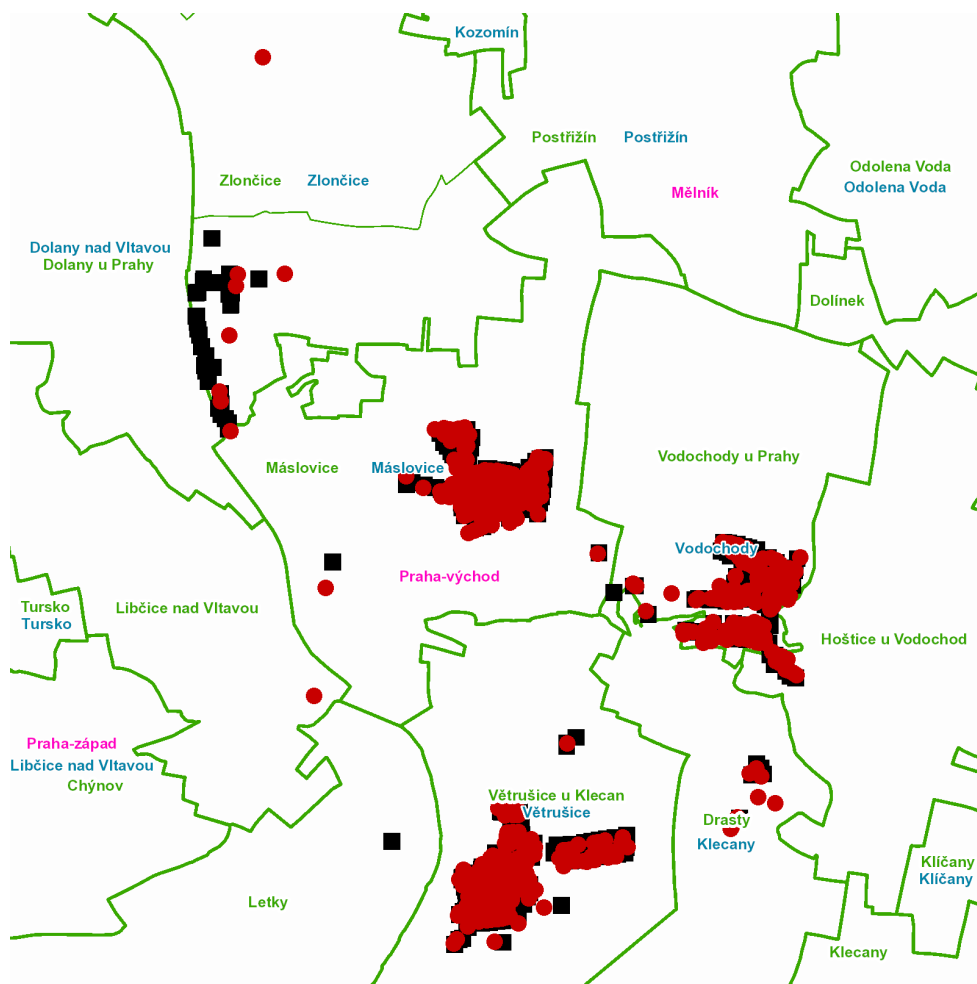 Kozomín
Postřižín
Postřižín
Odolena Voda
Odolena Voda
Zlončice
Zlončice
Mělník
Dolany nad Vltavou
Dolany u Prahy
Dolínek
Vodochody u Prahy
Máslovice
Máslovice
Vodochody
Praha-východ
Tursko
Tursko
Libčice nad Vltavou
Hoštice u Vodochod
Praha-západ
Libčice nad Vltavou
Chýnov
Větrušice u Klecan
Větrušice
Drasty
Klecany
Klíčany
Klíčany
Letky
Klecany